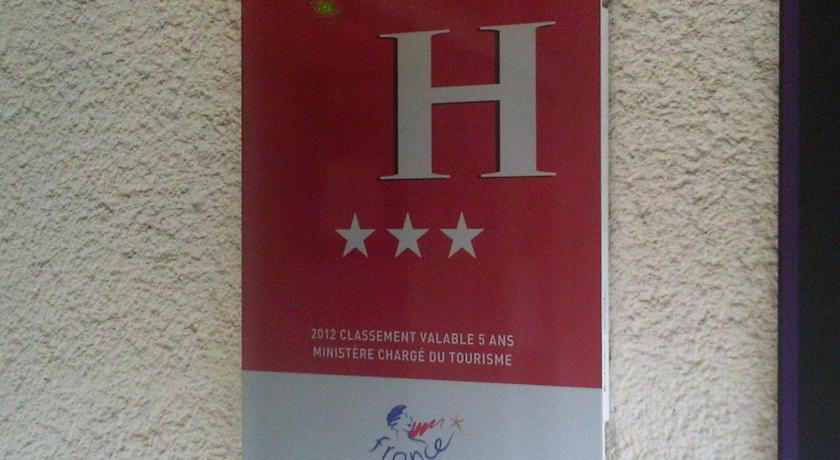 H
2012 CLASSEMENT VALABLE 5 ANS
MINISTÈRE CHARGÉ DU TOURISME
france